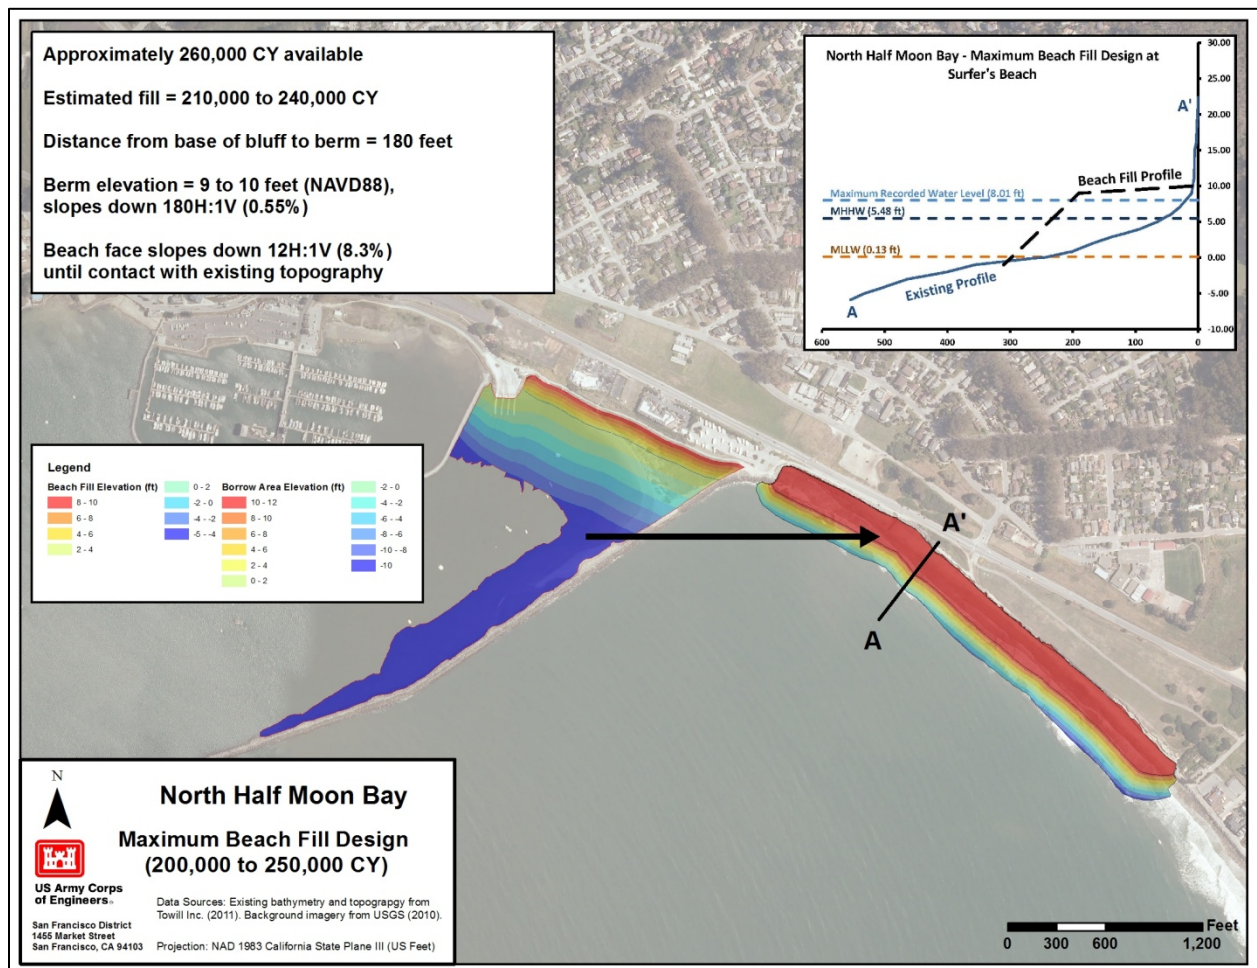 Approximately 260,000 CY available
Estimated fill = 210,000 to 240,000 CY
Distance from base of bluff to berm = 180 feet
Berm elevation = 9 to 10 feet (NAVD88),
slopes down 180H:1V (0.55%)
Beach face slopes down 12H:1V (8.3%)
until contact with existing topography
North Half Moon Bay - Maximum Beach Fill Design at
Surfer's Beach
30.00
25.00
A'
20.00
15.00
Beach Fill Profile
10.00
Maximum Recorded Water Level (8.01 ft)
MHHW (5.48 ft)
5.00
MLLW (0.13 ft)
0.00
Existing Profile
A
-5.00
-10.00
600
500
400
300
200
100
0
Legend
Beach Fill Elevation (ft)
8 - 10
6 - 8
4 - 6
2 - 4
0 - 2
-2 - 0
-4 - -2
-5 - -4
Borrow Area Elevation (ft)
10 - 12
8 - 10
6 - 8
4 - 6
2 - 4
0 - 2
-2 - 0
-4 - -2
-6 - -4
-8 - -6
-10 - -8
-10
A'
A
N
North Half Moon Bay
Maximum Beach Fill Design
(200,000 to 250,000 CY)
US Army Corps
of Engineers®
San Francisco District
1455 Market Street
San Francisco, CA 94103
Data Sources: Existing bathymetry and topograpgy from
Towill Inc. (2011). Background imagery from USGS (2010).
Projection: NAD 1983 California State Plane III (US Feet)
Feet
0 300 600 1,200